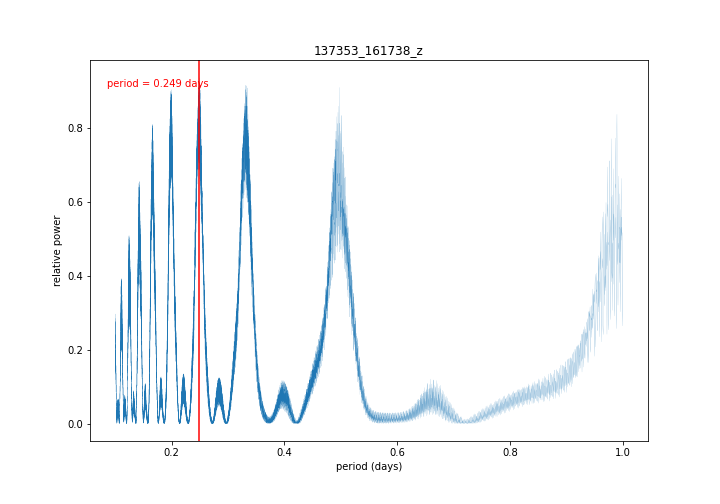 137353_161738_z
period = 0.249 days
relative power
0.8
0.6
0.4
0.2
0.0
0.2 0.4 0.6 0.8 1.0
period (days)